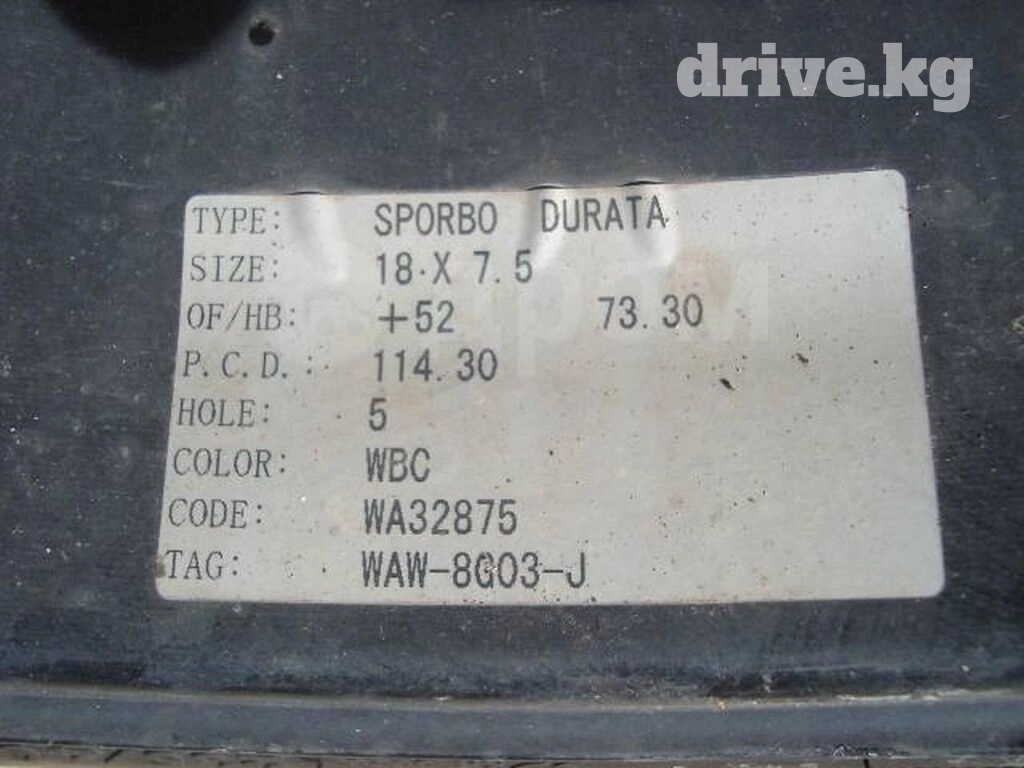 drive.kg
TYPE: SPORBO DURATA
SIZE: 18·X 7.5
OF/HB: +52 73.30
P.C.D.: 114.30
HOLE: 5
COLOR: WBC
CODE: WA32875
TAG: WAW-8G03-J